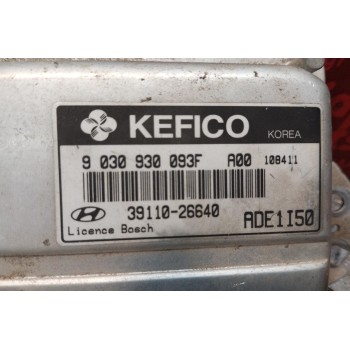 KEFICO KOREA
9 030 930 093F A00 108411
39110-26640
Licence Bosch ADE1I50